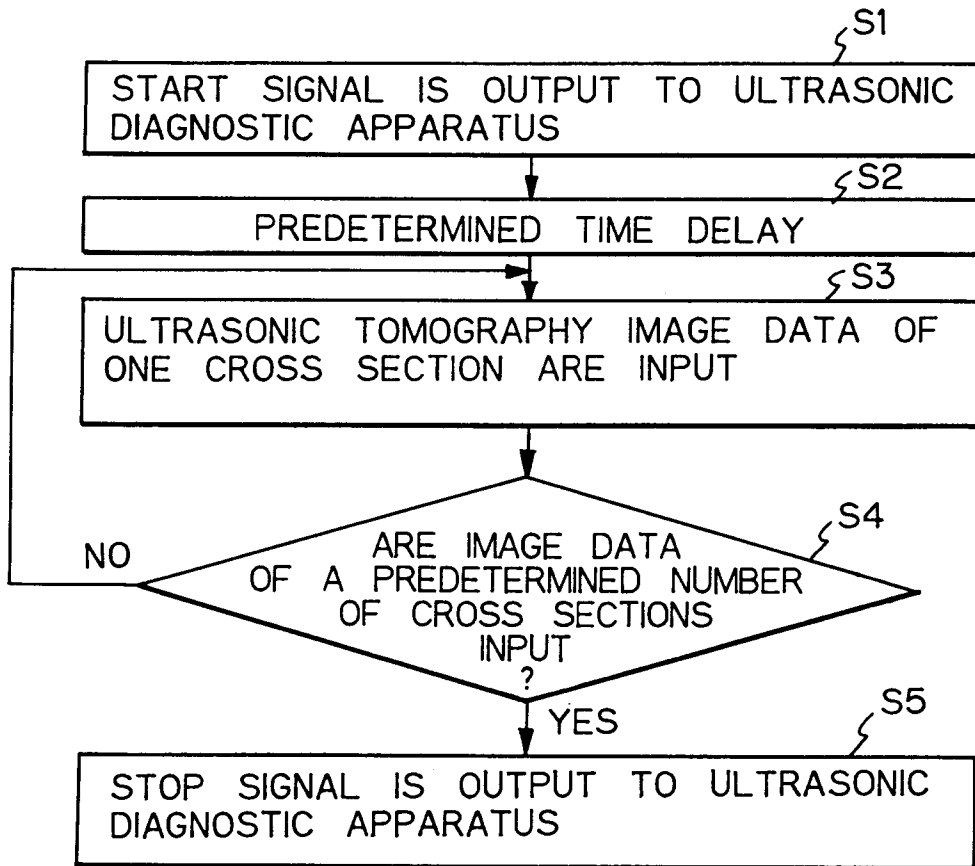 S1
START SIGNAL IS OUTPUT TO ULTRASONIC
DIAGNOSTIC APPARATUS
S2
PREDETERMINED TIME DELAY
S3
ULTRASONIC TOMOGRAPHY IMAGE DATA OF
ONE CROSS SECTION ARE INPUT
S4
NO
ARE IMAGE DATA
OF A PREDETERMINED NUMBER
OF CROSS SECTIONS
INPUT
?
YES
S5
STOP SIGNAL IS OUTPUT TO ULTRASONIC
DIAGNOSTIC APPARATUS